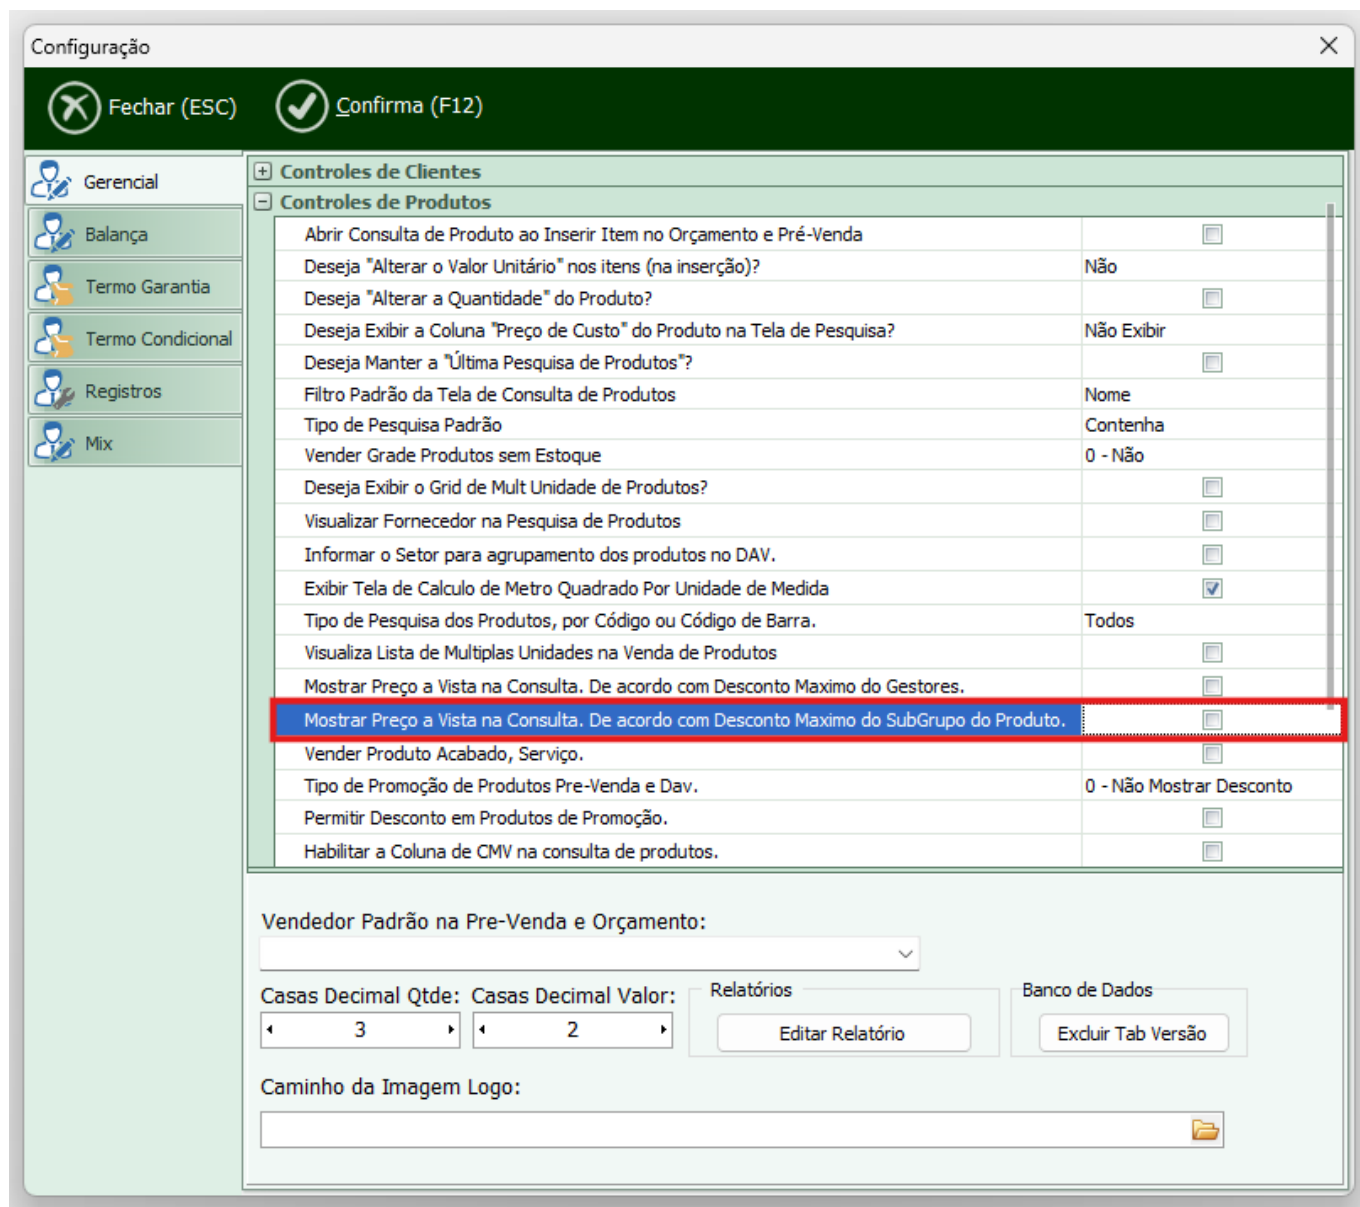 Configuração
Fechar (ESC)
Confirma (F12)
Gerencial
Balança
Termo Garantia
Termo Condicional
Registros
Mix
Controles de Clientes
Controles de Produtos
Abrir Consulta de Produto ao Inserir Item no Orçamento e Pré-Venda
Deseja "Alterar o Valor Unitário" nos itens (na inserção)? Não
Deseja "Alterar a Quantidade" do Produto?
Deseja Exibir a Coluna "Preço de Custo" do Produto na Tela de Pesquisa? Não Exibir
Deseja Manter a "Última Pesquisa de Produtos"?
Filtro Padrão da Tela de Consulta de Produtos Nome
Tipo de Pesquisa Padrão Contenha
Vender Grade Produtos sem Estoque 0 - Não
Deseja Exibir o Grid de Mult Unidade de Produtos?
Visualizar Fornecedor na Pesquisa de Produtos
Informar o Setor para agrupamento dos produtos no DAV.
Exibir Tela de Calculo de Metro Quadrado Por Unidade de Medida
Tipo de Pesquisa dos Produtos, por Código ou Código de Barra. Todos
Visualiza Lista de Multiplas Unidades na Venda de Produtos
Mostrar Preço a Vista na Consulta. De acordo com Desconto Maximo do Gestores.
Mostrar Preço a Vista na Consulta. De acordo com Desconto Maximo do SubGrupo do Produto.
Vender Produto Acabado, Serviço.
Tipo de Promoção de Produtos Pre-Venda e Dav. 0 - Não Mostrar Desconto
Permitir Desconto em Produtos de Promoção.
Habilitar a Coluna de CMV na consulta de produtos.
Vendedor Padrão na Pre-Venda e Orçamento:
Casas Decimal Qtde: Casas Decimal Valor: Relatórios Banco de Dados
3 2 Editar Relatório Excluir Tab Versão
Caminho da Imagem Logo: